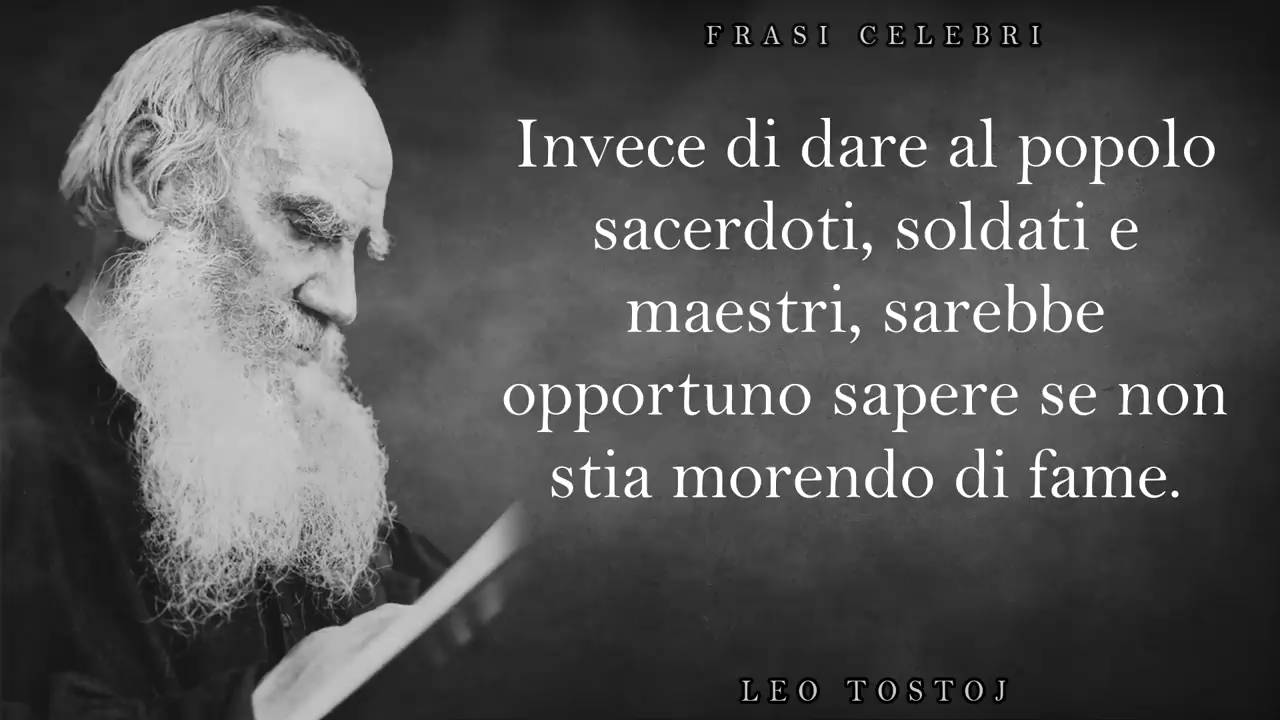 FRASI CELEBRI
Invece di dare al popolo
sacerdoti, soldati e
maestri, sarebbe
opportuno sapere se non
stia morendo di fame.
LEO TOSTOJ